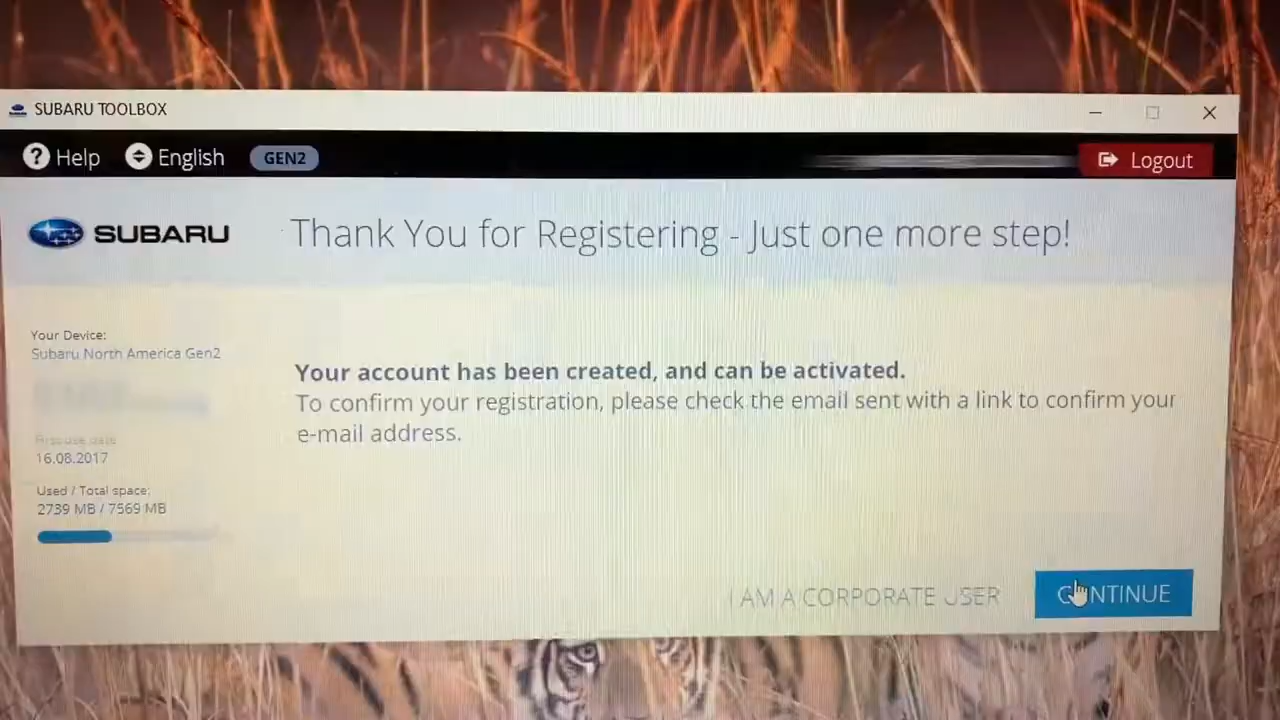 SUBARU TOOLBOX
Help English GEN2 Logout
SUBARU Thank You for Registering - Just one more step!
Your Device:
Subaru North America Gen2
Your account has been created, and can be activated.
To confirm your registration, please check the email sent with a link to confirm your
e-mail address.
16.08.2017
Used / Total space:
2739 MB / 7569 MB
I AM A CORPORATE USER
CONTINUE